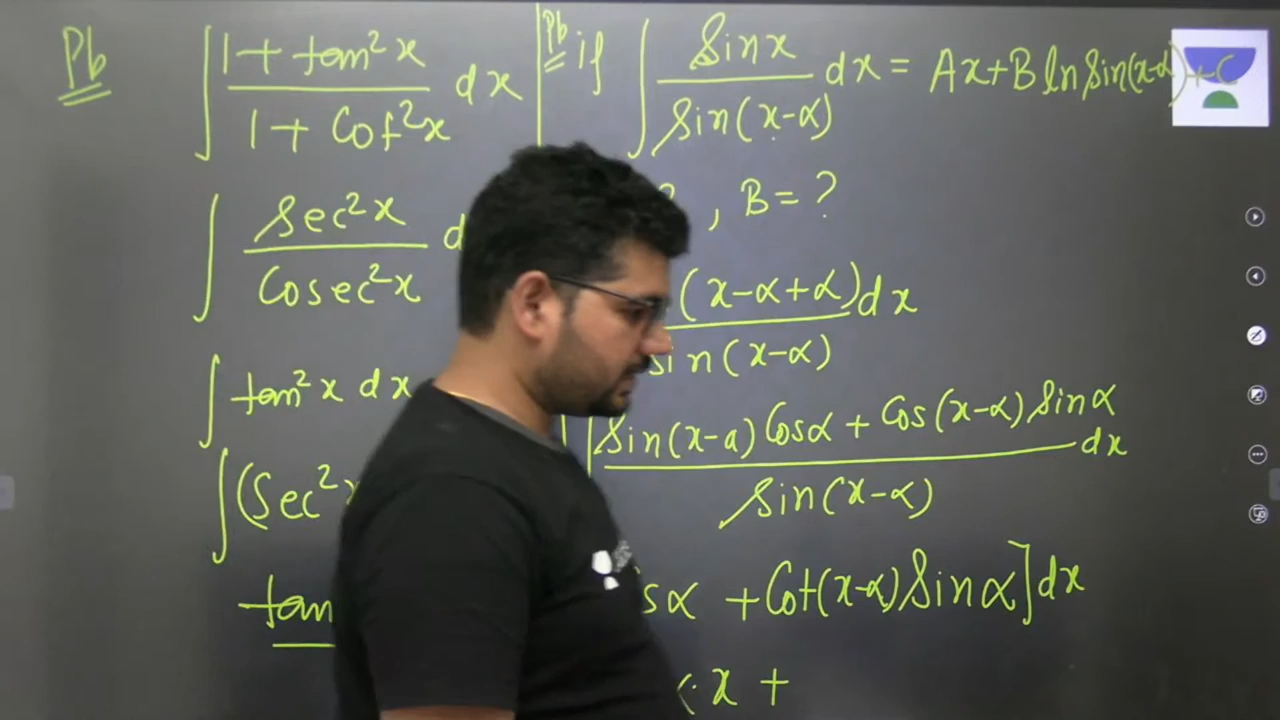 Pb
∫ 1 + tan²x / 1 + Cot²x dx
∫ Sec²x / Cosec²x d
∫ tan²x dx
∫(Sec²
tan
Pb if ∫ Sinx / Sin(x-α) dx = Ax+B ln Sin(x-α)+C
, B = ?
(x-α+α)dx
sin(x-α)
Sin(x-a) Cosα + Cos(x-α) Sinα dx
Sin(x-α)
sα + Cot(x-α) Sinα] dx
x +